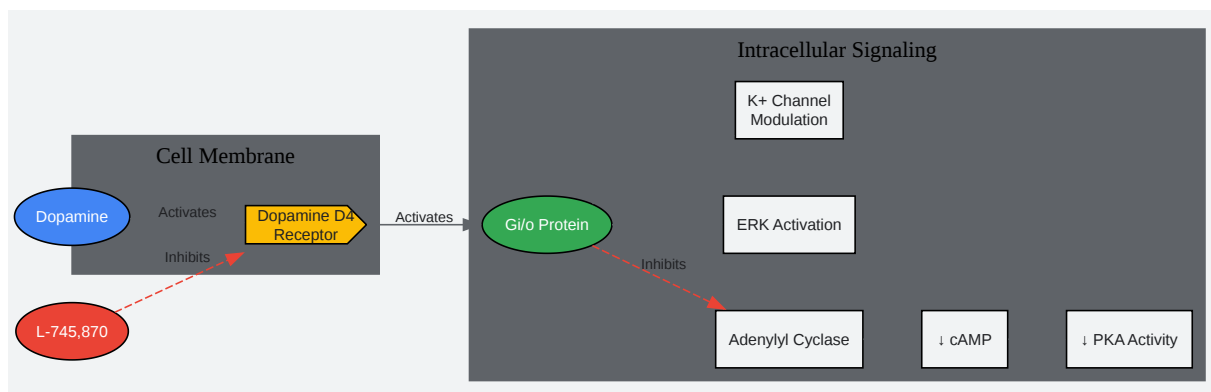 Intracellular Signaling
K+ Channel
Modulation
Cell Membrane
Dopamine
Activates
Dopamine D4
Receptor
Activates
Gi/o Protein
ERK Activation
Inhibits
Inhibits
L-745,870
Adenylyl Cyclase
↓ cAMP
↓ PKA Activity